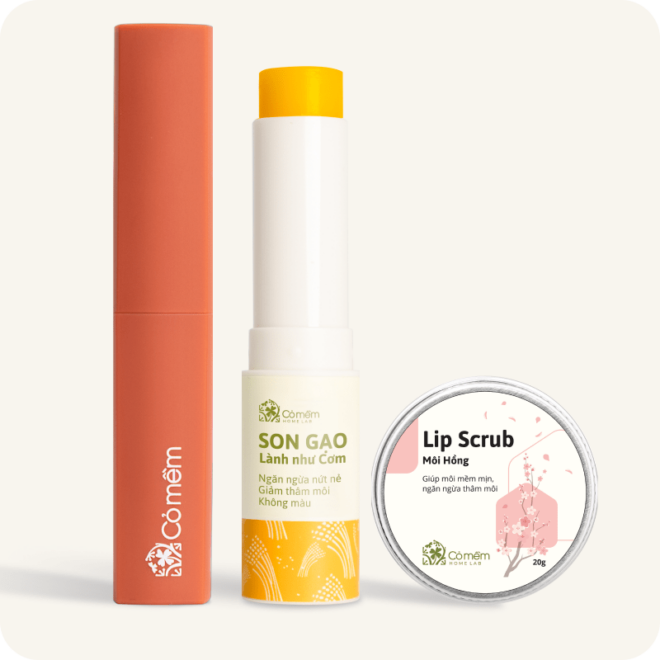 Cỏ mềm
Cỏ mềm
HOME LAB
SON GẠO
Lành như Cơm
Ngăn ngừa nứt nẻ
Giảm thâm môi
Không màu
Lip Scrub
Môi Hồng
Giúp môi mềm mịn,
ngăn ngừa thâm môi
Cỏ mềm
HOME LAB
20g